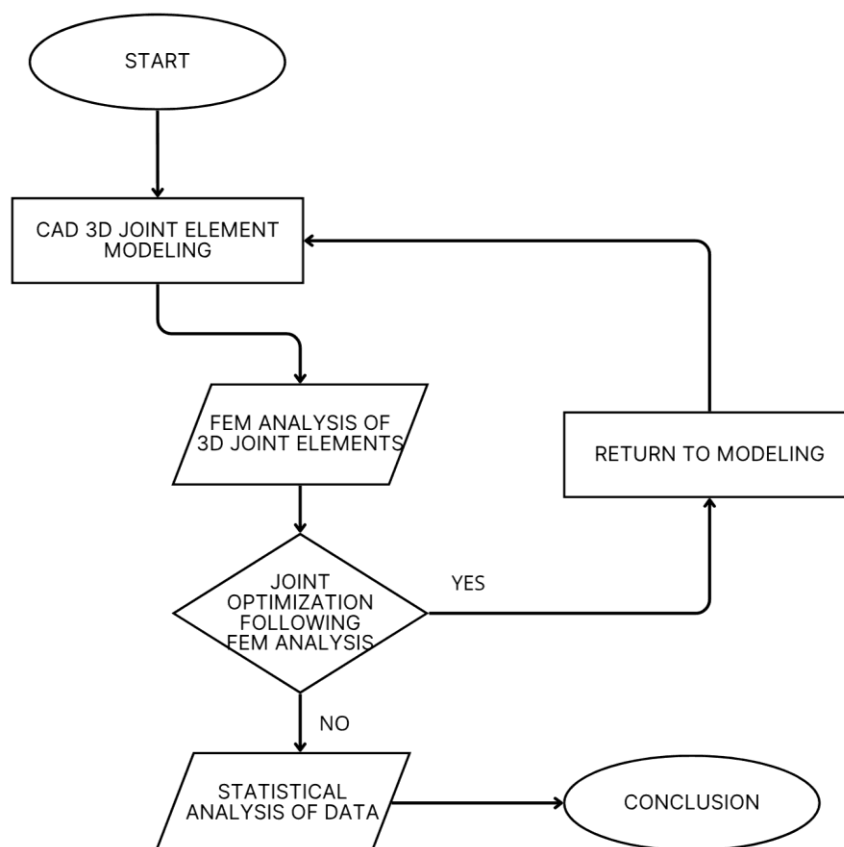 START
CAD 3D JOINT ELEMENT
MODELING
FEM ANALYSIS OF
3D JOINT ELEMENTS
RETURN TO MODELING
JOINT
OPTIMIZATION
FOLLOWING
FEM ANALYSIS
YES
NO
STATISTICAL
ANALYSIS OF DATA
CONCLUSION